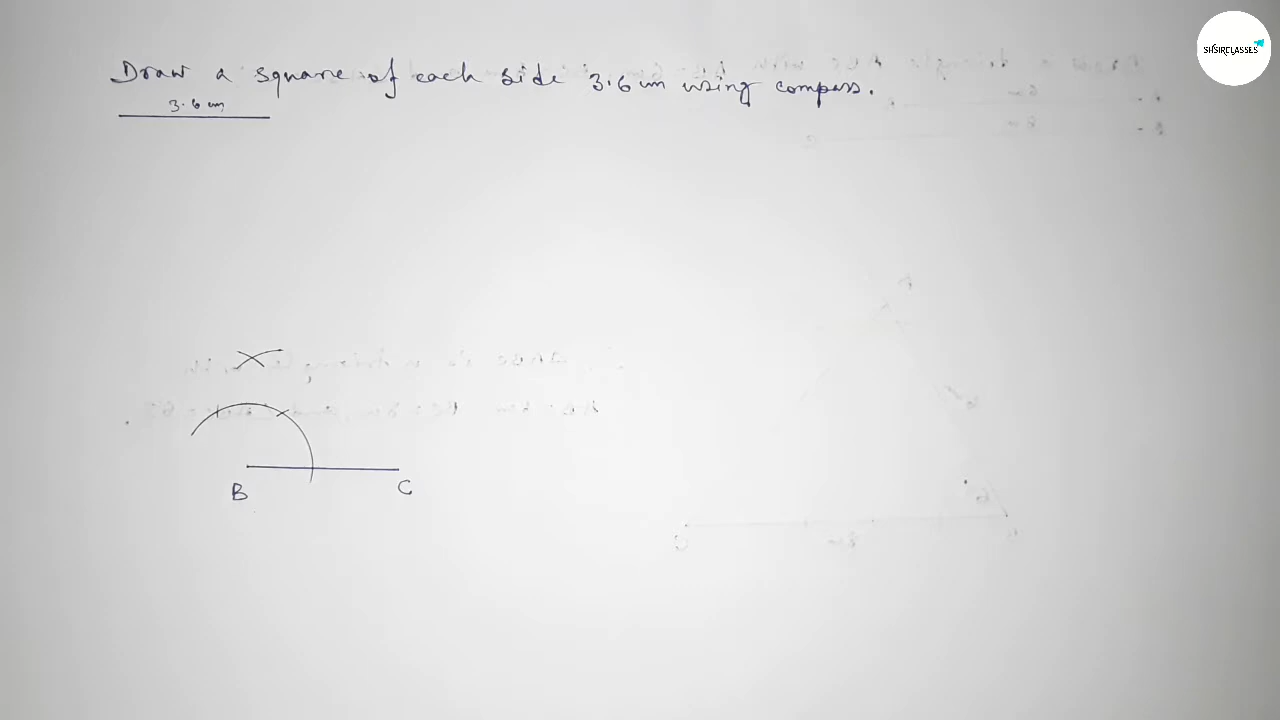 SHSIRCLASSES
Draw a square of each side 3.6 cm using compass.
3.6 cm
B
C